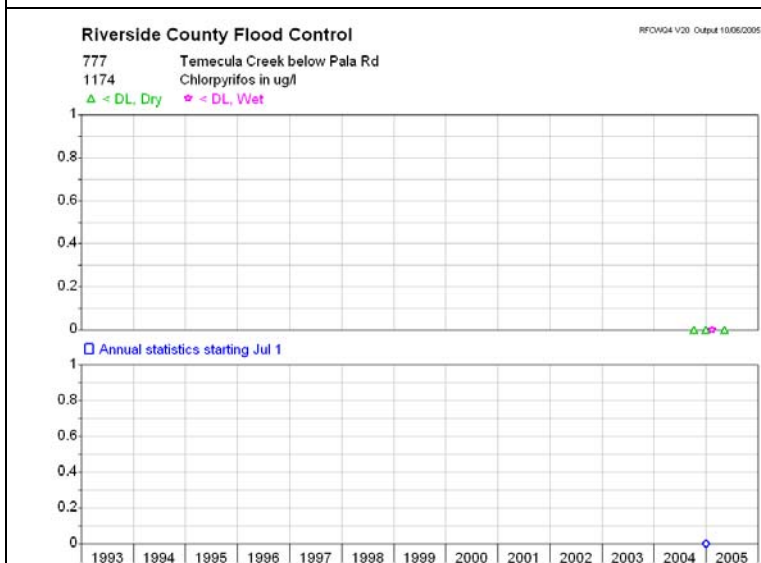 Riverside County Flood Control
RFCWQ4 V20 Output 10/06/2005
777 Temecula Creek below Pala Rd
1174 Chlorpyrifos in ug/l
< DL, Dry < DL, Wet
1
0.8
0.6
0.4
0.2
0
Annual statistics starting Jul 1
1
0.8
0.6
0.4
0.2
0
1993 1994 1995 1996 1997 1998 1999 2000 2001 2002 2003 2004 2005